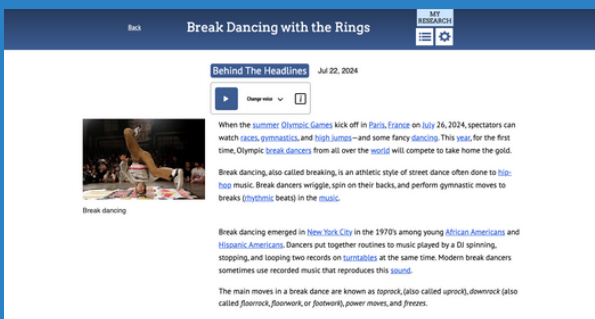 Back
Break Dancing with the Rings
MY
RESEARCH
Behind The Headlines
Jul 22, 2024
Change voice
i
When the summer Olympic Games kick off in Paris, France on July 26, 2024, spectators can
watch races, gymnastics, and high jumps—and some fancy dancing. This year, for the first
time, Olympic break dancers from all over the world will compete to take home the gold.
Break dancing, also called breaking, is an athletic style of street dance often done to hip-
hop music. Break dancers wriggle, spin on their backs, and perform gymnastic moves to
breaks (rhythmic beats) in the music.
Break dancing
Break dancing emerged in New York City in the 1970's among young African Americans and
Hispanic Americans. Dancers put together routines to music played by a DJ spinning,
stopping, and looping two records on turntables at the same time. Modern break dancers
sometimes use recorded music that reproduces this sound.
The main moves in a break dance are known as toprock, (also called uprock), downrock (also
called floorrock, floorwork, or footwork), power moves, and freezes.